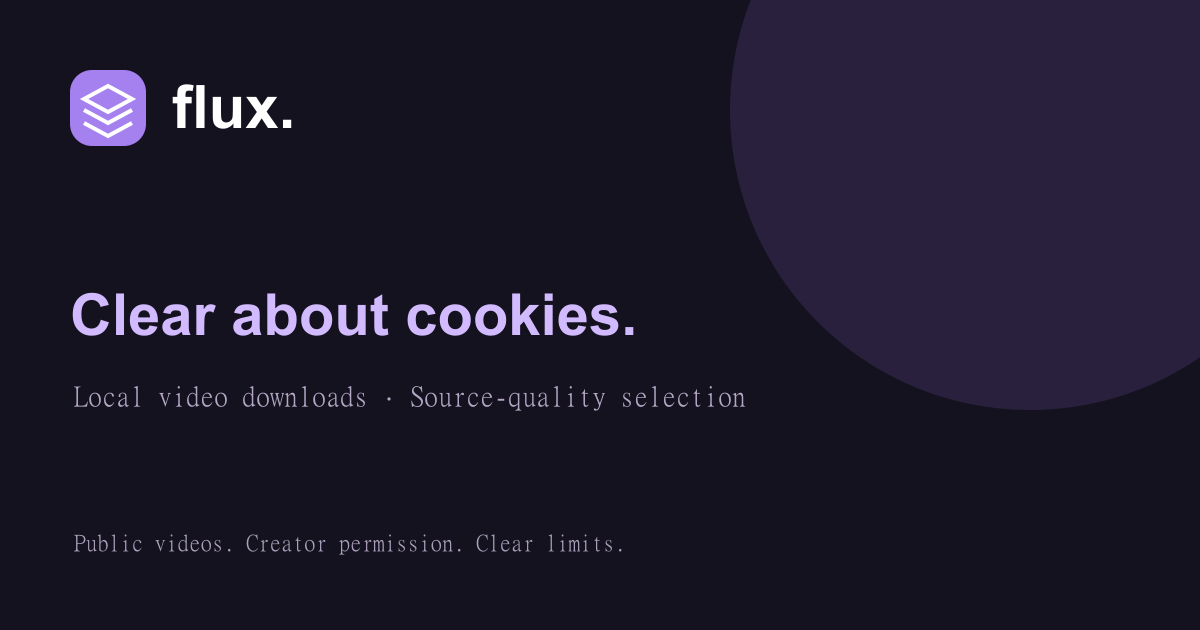 flux.
Clear about cookies.
Local video downloads · Source-quality selection
Public videos. Creator permission. Clear limits.